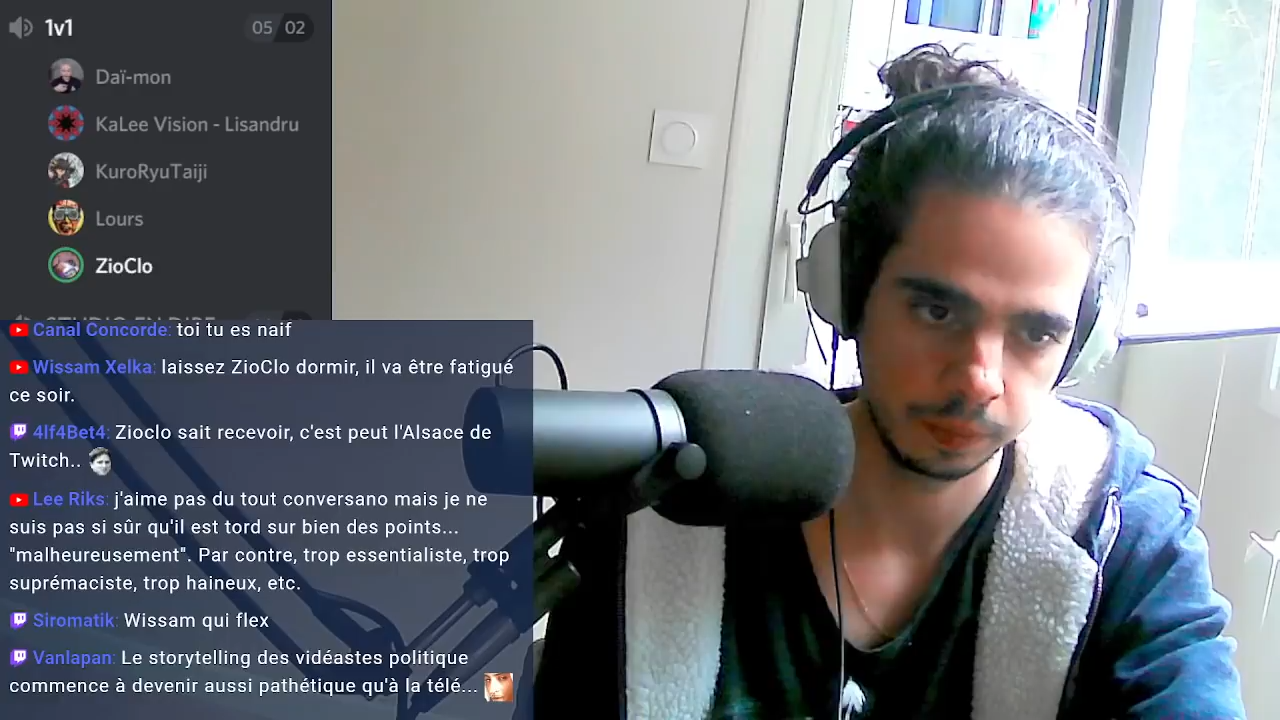 1v1
05 02
Daï-mon
KaLee Vision - Lisandru
KuroRyuTaiji
Lours
ZioClo
STUDIO EN DIRE
Canal Concorde: toi tu es naif
Wissam Xelka: laissez ZioClo dormir, il va être fatigué
ce soir.
4lf4Bet4: Zioclo sait recevoir, c'est peut l'Alsace de
Twitch..
Lee Riks: j'aime pas du tout conversano mais je ne
suis pas si sûr qu'il est tord sur bien des points...
"malheureusement". Par contre, trop essentialiste, trop
suprémaciste, trop haineux, etc.
Siromatik: Wissam qui flex
Vanlapan: Le storytelling des vidéastes politique
commence à devenir aussi pathétique qu'à la télé...